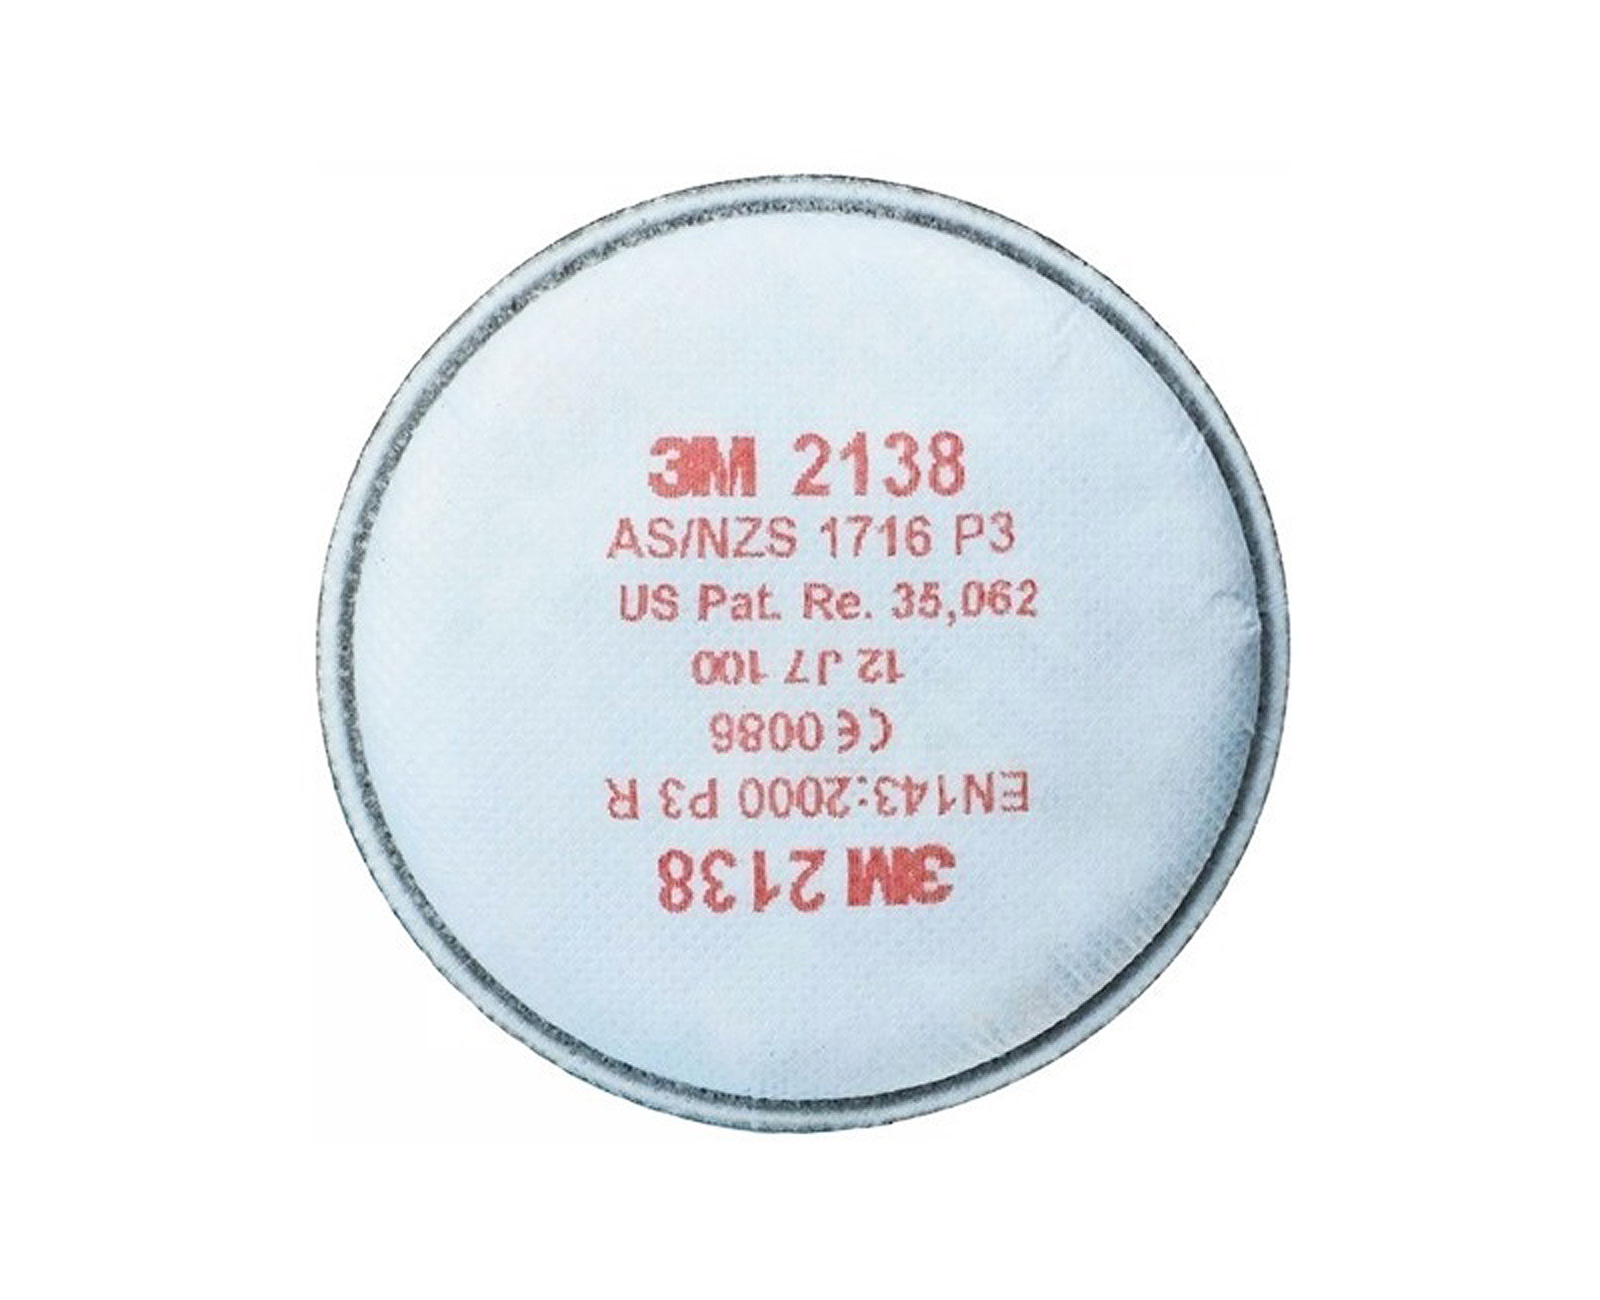 3M 2138
AS/NZS 1716 P3
US Pat. Re. 35,062
3M 2138
EN143:2000 P3 R
CE 0086
12 J7 100